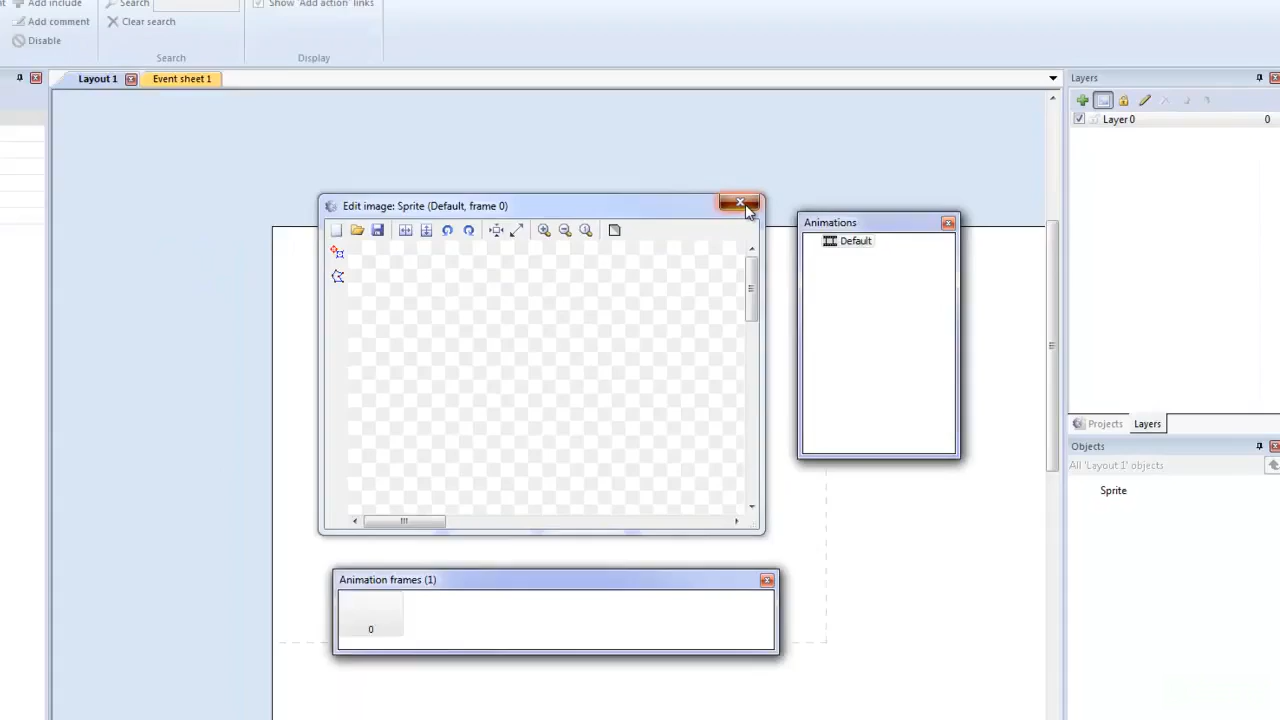 Add include
Search
Show 'Add action' links
Add comment
Clear search
Disable
Search
Display
Layout 1
Event sheet 1
Layers
Layer 0
0
Edit image: Sprite (Default, frame 0)
Animations
Default
Projects
Layers
Objects
All 'Layout 1' objects
Sprite
Animation frames (1)
0